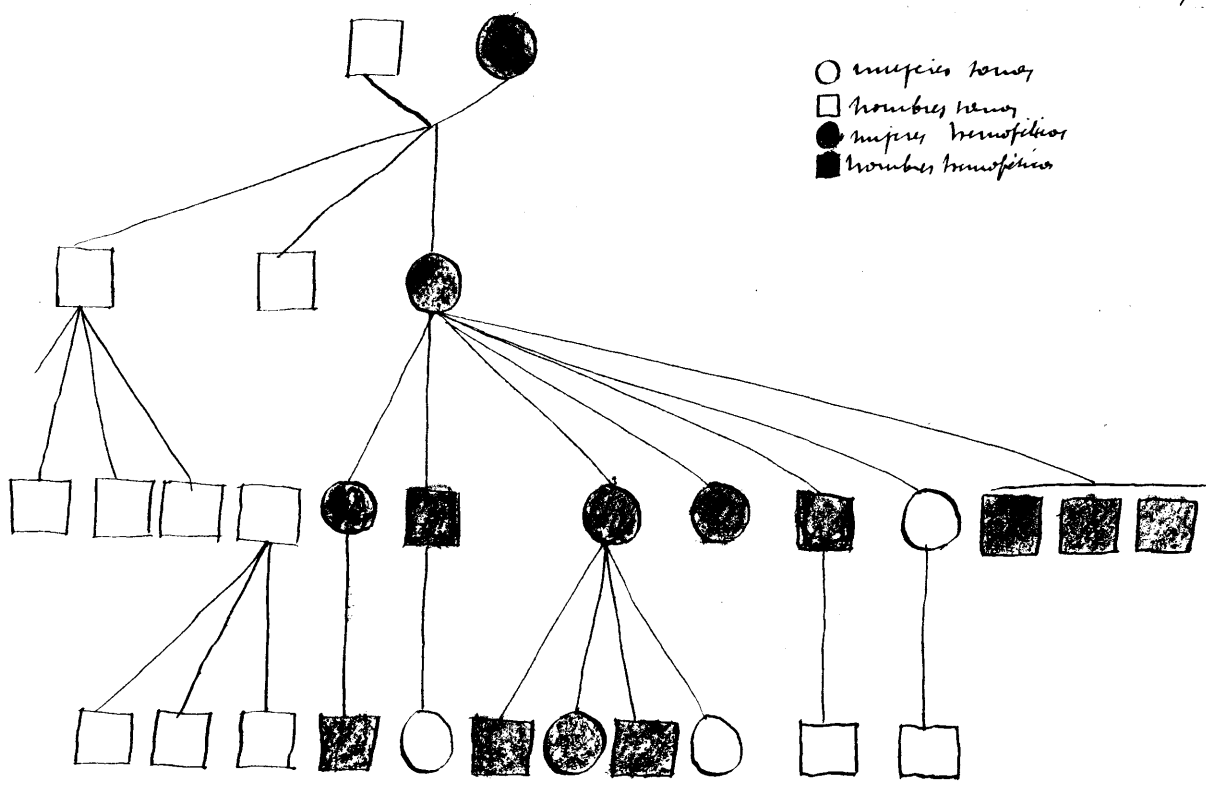 mujeres sanas
hombres sanos
mujeres hemofílicas
hombres hemofílicos